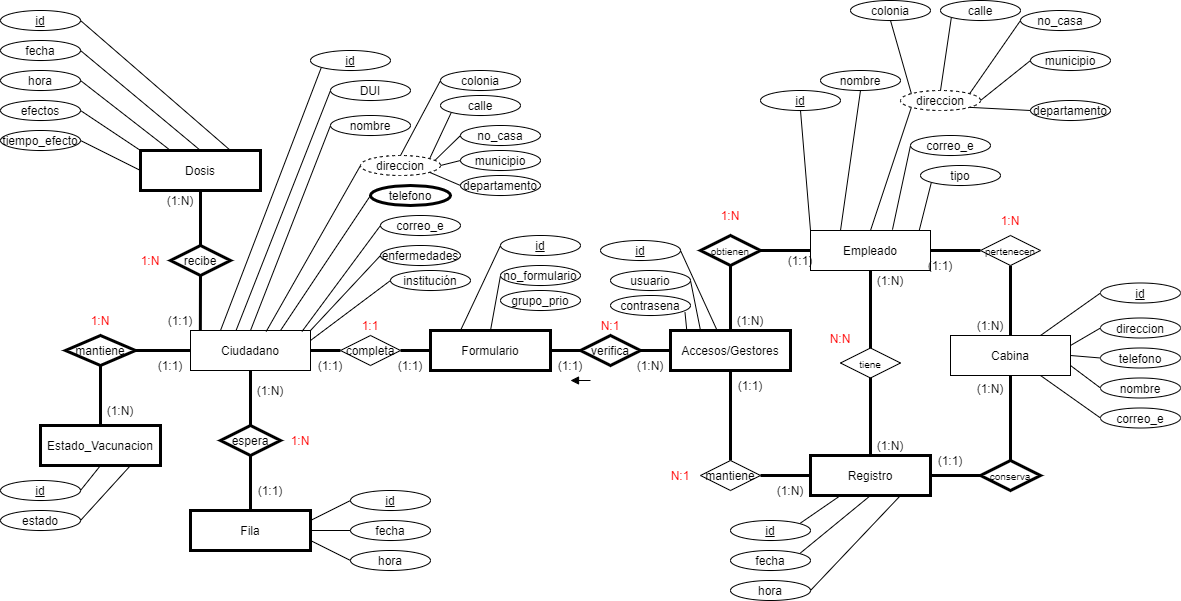 id
fecha
hora
efectos
tiempo_efecto
Dosis
(1:N)
1:N
recibe
(1:1)
id
DUI
nombre
colonia
calle
direccion
no_casa
municipio
departamento
telefono
correo_e
enfermedades
institución
Ciudadano
1:N
mantiene
(1:1)
(1:N)
Estado_Vacunacion
id
estado
(1:N)
espera
1:N
(1:1)
Fila
id
fecha
hora
1:1
completa
(1:1)
(1:1)
id
no_formulario
grupo_prio
Formulario
N:1
verifica
(1:1)
(1:N)
id
usuario
contrasena
Accesos/Gestores
1:N
obtienen
(1:1)
(1:N)
(1:1)
N:1
mantiene
(1:N)
colonia
calle
no_casa
municipio
departamento
direccion
nombre
id
correo_e
tipo
Empleado
1:N
pertenecen
(1:1)
(1:N)
(1:N)
N:N
tiene
(1:N)
Cabina
id
direccion
telefono
nombre
correo_e
(1:N)
conserva
(1:1)
Registro
id
fecha
hora